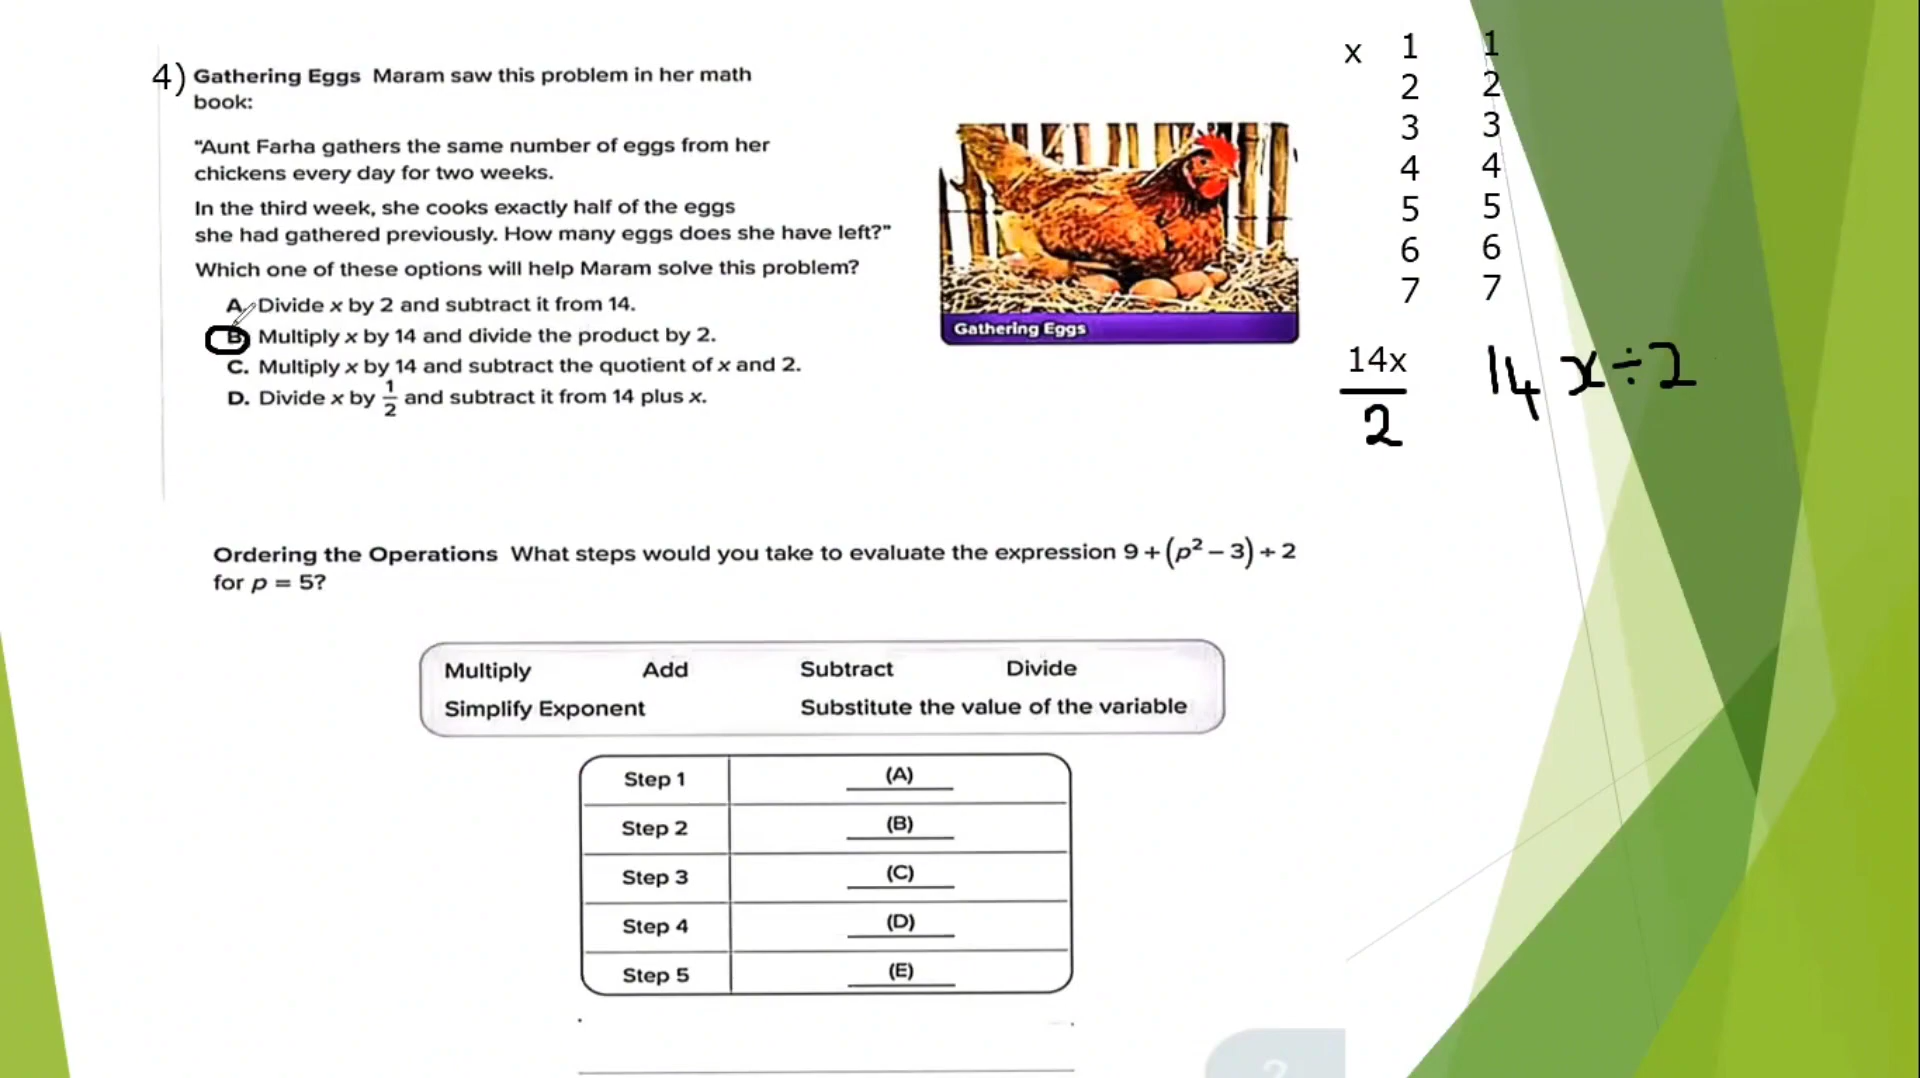 4) Gathering Eggs Maram saw this problem in her math
book:
"Aunt Farha gathers the same number of eggs from her
chickens every day for two weeks.
In the third week, she cooks exactly half of the eggs
she had gathered previously. How many eggs does she have left?"
Which one of these options will help Maram solve this problem?
A. Divide x by 2 and subtract it from 14.
B. Multiply x by 14 and divide the product by 2.
C. Multiply x by 14 and subtract the quotient of x and 2.
D. Divide x by 1/2 and subtract it from 14 plus x.
Gathering Eggs
x 1 1
2 2
3 3
4 4
5 5
6 6
7 7
14x
2
14 x ÷ 2
Ordering the Operations What steps would you take to evaluate the expression 9 + (p² − 3) ÷ 2
for p = 5?
Multiply Add Subtract Divide
Simplify Exponent Substitute the value of the variable
Step 1 (A)
Step 2 (B)
Step 3 (C)
Step 4 (D)
Step 5 (E)
2